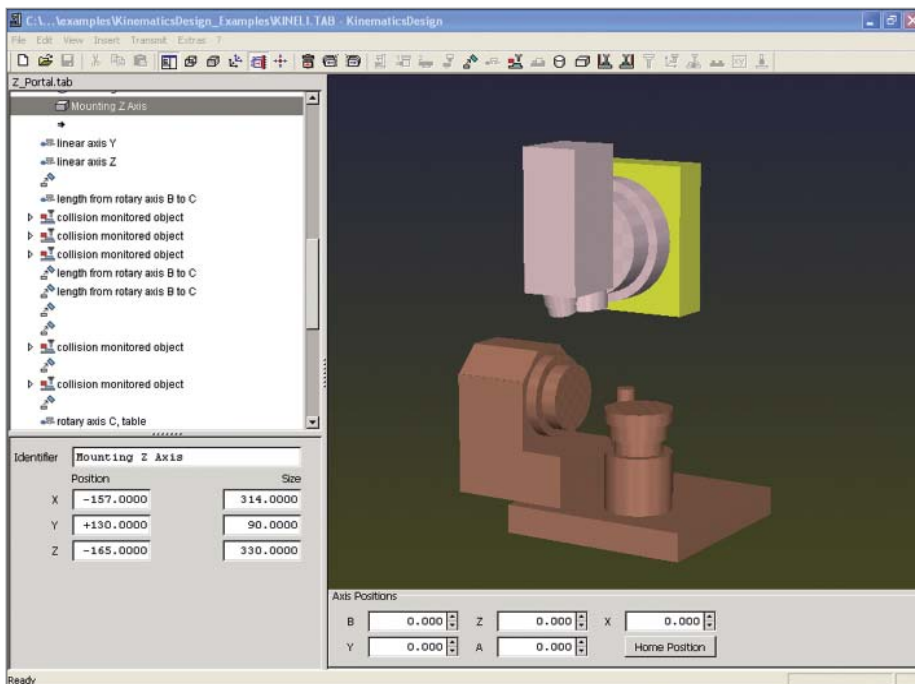 C:\...\examples\KinematicsDesign_Examples\KINELI.TAB - KinematicsDesign
File Edit View Insert Transmit Extras ?
Z_Portal.tab
Mounting Z Axis
linear axis Y
linear axis Z
length from rotary axis B to C
collision monitored object
collision monitored object
collision monitored object
length from rotary axis B to C
length from rotary axis B to C
collision monitored object
collision monitored object
rotary axis C, table
Identifier Mounting Z Axis
Position Size
X -157.0000 314.0000
Y +130.0000 90.0000
Z -165.0000 330.0000
Axis Positions
B 0.000 Z 0.000 X 0.000
Y 0.000 A 0.000 Home Position
Ready